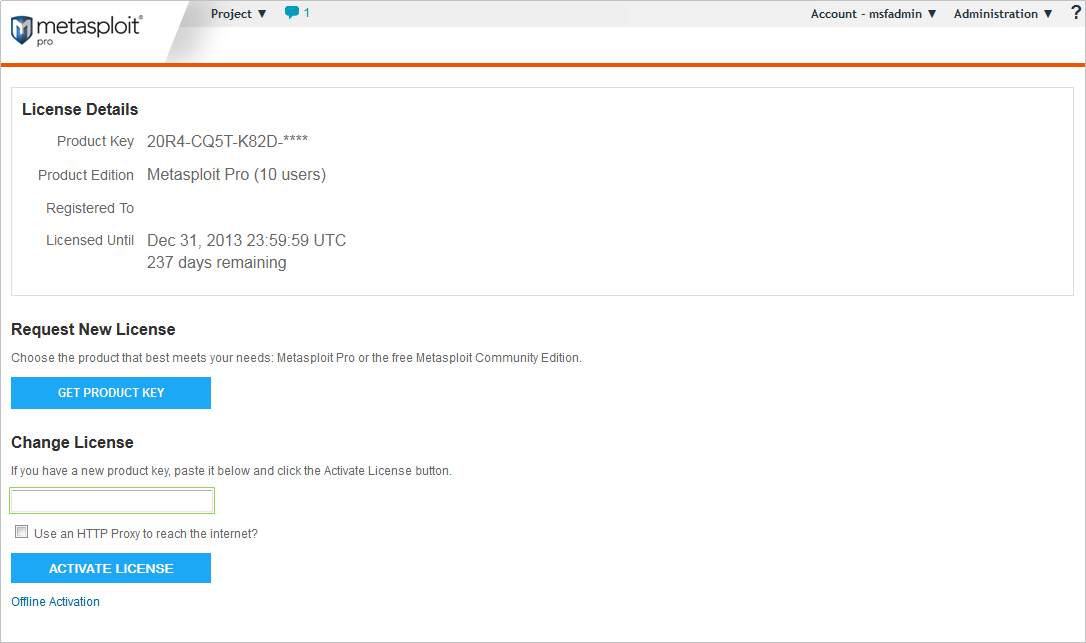 metasploit®
pro
Project ▼ 1 Account - msfadmin ▼ Administration ▼ ?
License Details
Product Key 20R4-CQ5T-K82D-****
Product Edition Metasploit Pro (10 users)
Registered To
Licensed Until Dec 31, 2013 23:59:59 UTC
237 days remaining
Request New License
Choose the product that best meets your needs: Metasploit Pro or the free Metasploit Community Edition.
GET PRODUCT KEY
Change License
If you have a new product key, paste it below and click the Activate License button.
Use an HTTP Proxy to reach the internet?
ACTIVATE LICENSE
Offline Activation